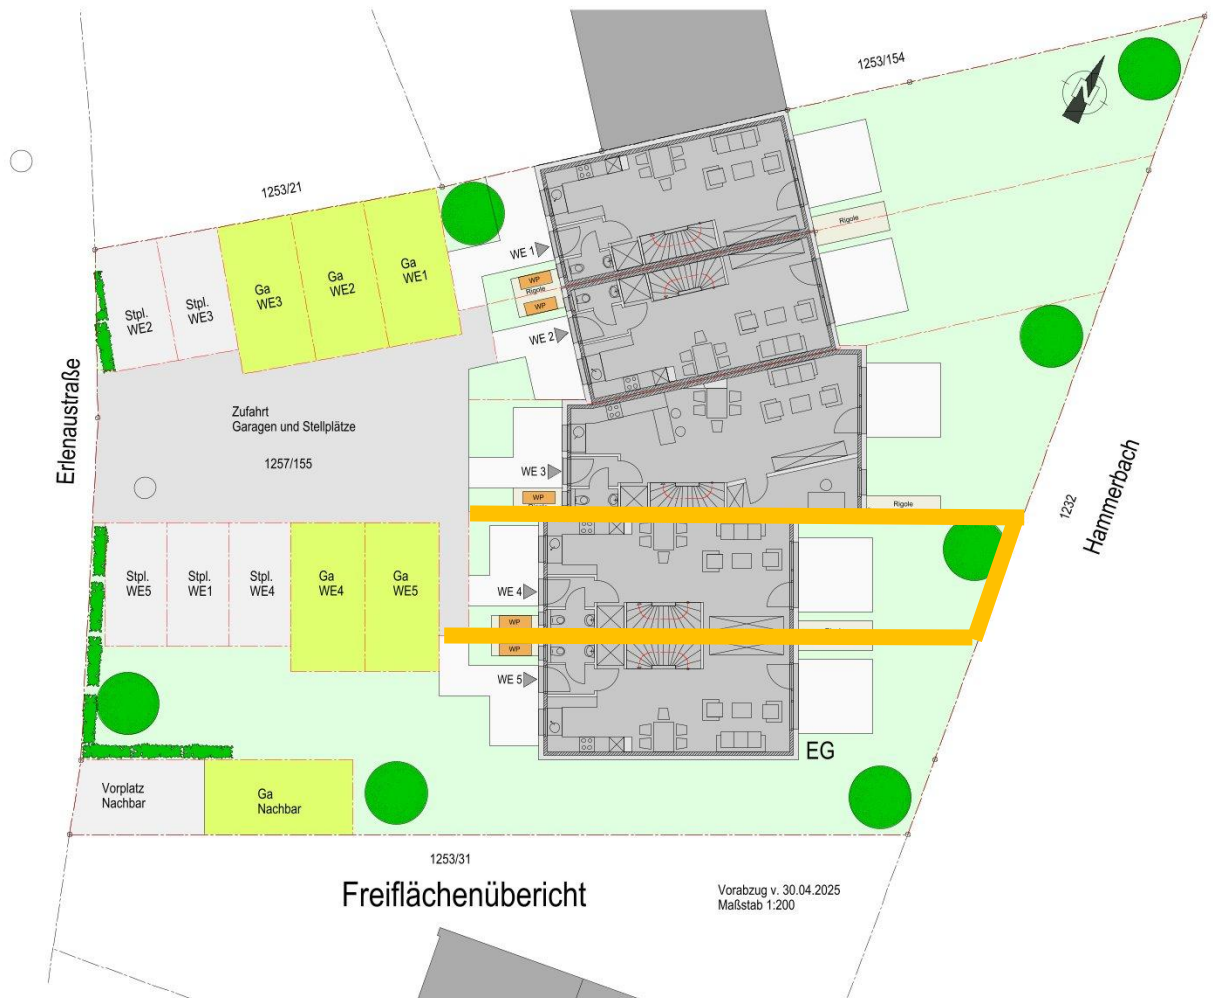 1253/154
N
1253/21
WE 1
Rigole
Ga
WE1
Ga
WE2
Ga
WE3
Stpl.
WE3
Stpl.
WE2
WP
Rigole
WP
WE 2
Erlenaustraße
Zufahrt
Garagen und Stellplätze
1257/155
WE 3
WP
Rigole
1232
Hammerbach
Stpl.
WE5
Stpl.
WE1
Stpl.
WE4
Ga
WE4
Ga
WE5
WE 4
WP
WP
WE 5
EG
Vorplatz
Nachbar
Ga
Nachbar
1253/31
Freiflächenübericht
Vorabzug v. 30.04.2025
Maßstab 1:200